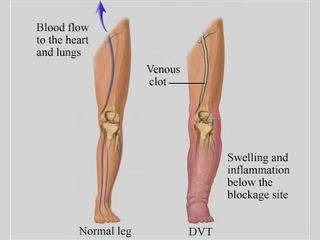 Blood flow
to the heart
and lungs
Venous
clot
Swelling and
inflammation
below the
blockage site
Normal leg
DVT